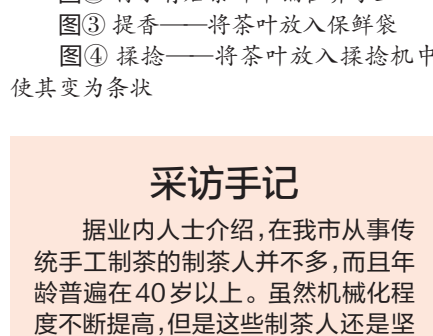 图③ 提香——将茶叶放入保鲜袋
图④ 揉捻——将茶叶放入揉捻机中
使其变为条状
采访手记
据业内人士介绍,在我市从事传
统手工制茶的制茶人并不多,而且年
龄普遍在40岁以上。虽然机械化程
度不断提高,但是这些制茶人还是坚